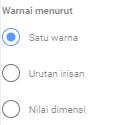 Warnai menurut
Satu warna
Urutan irisan
Nilai dimensi